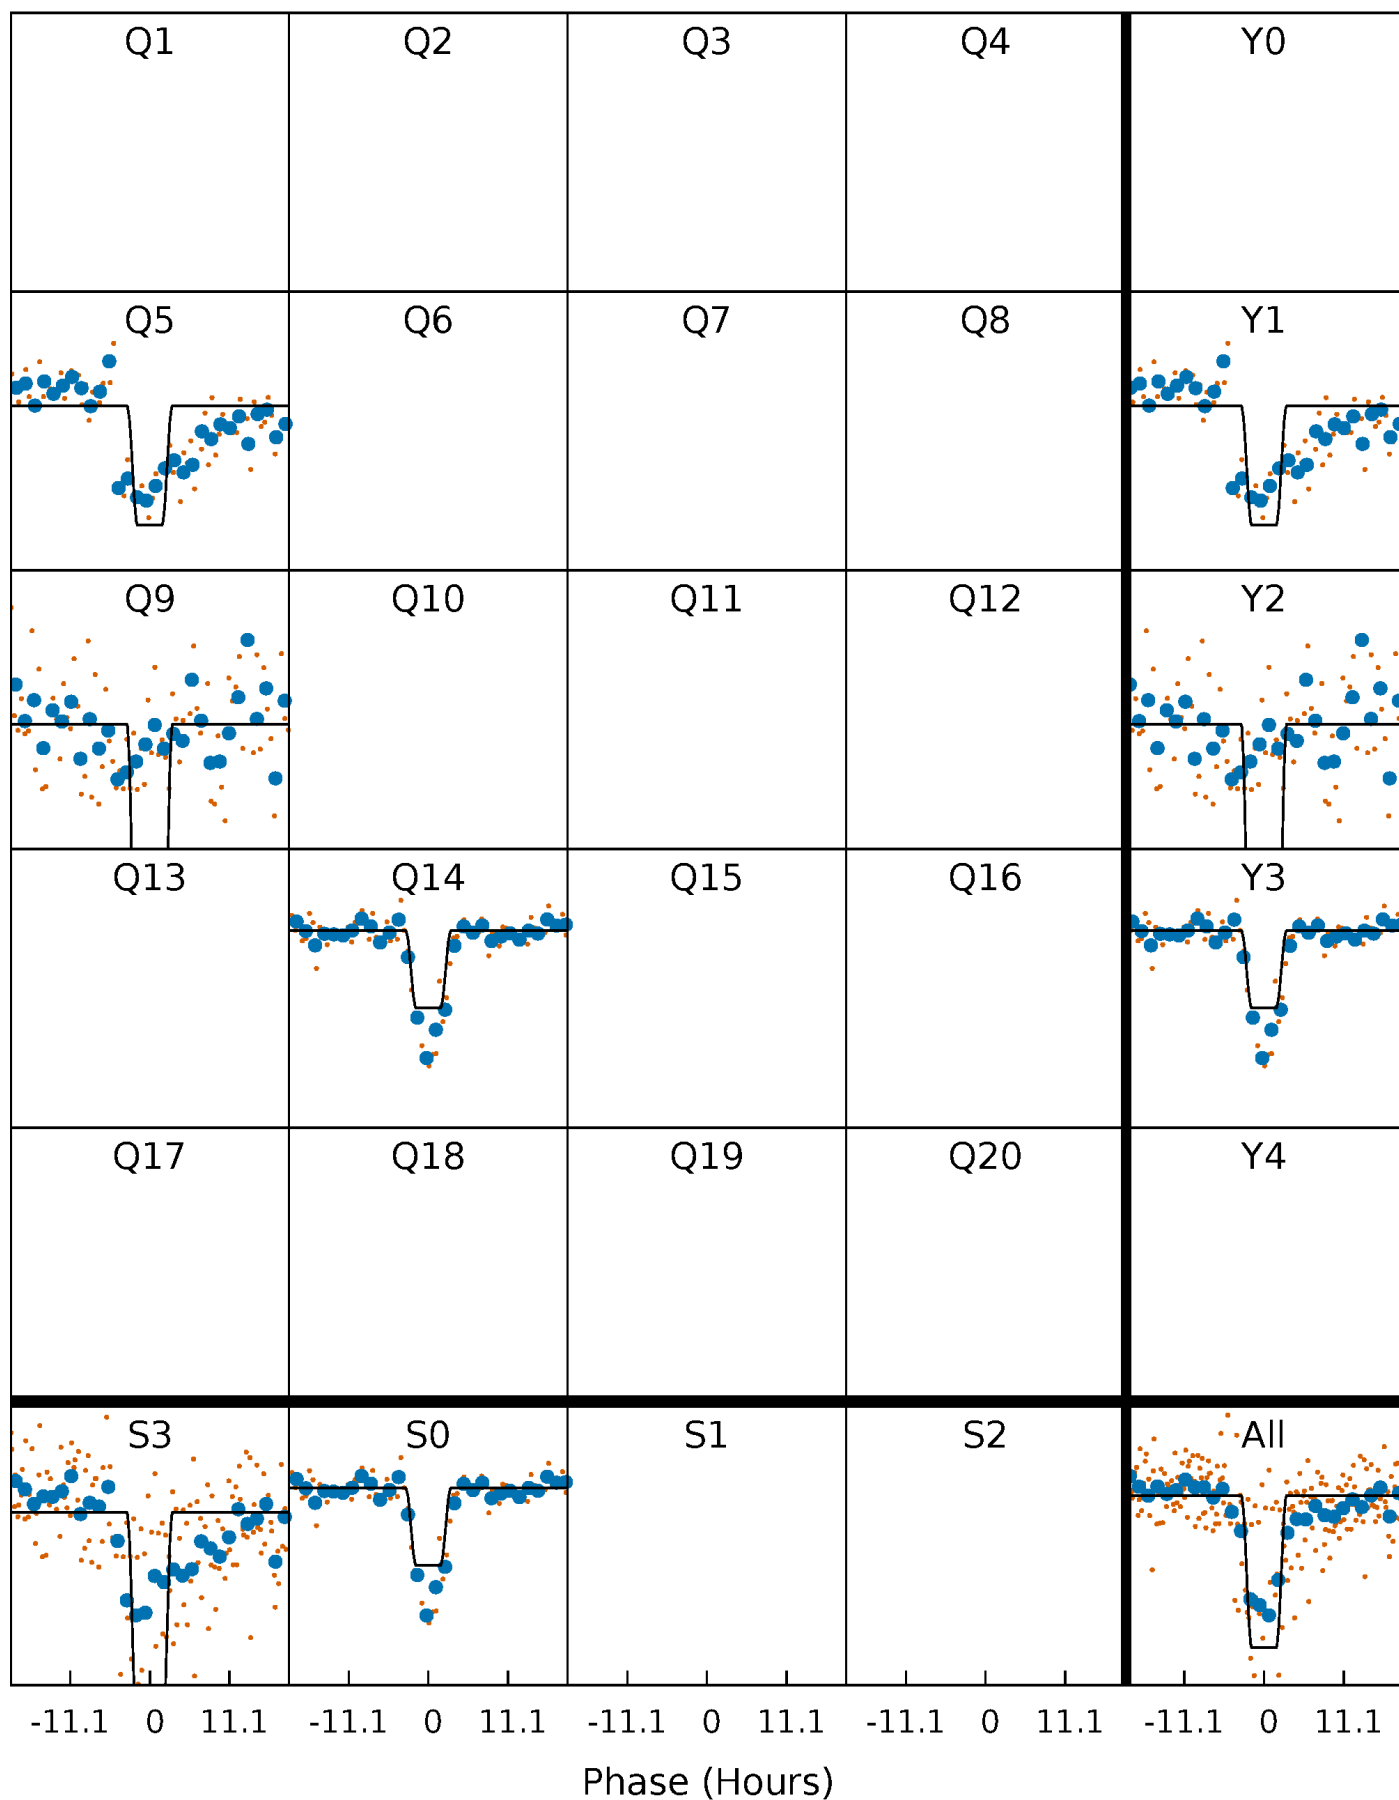 Q1 Q2 Q3 Q4 Y0
Q5 Q6 Q7 Q8 Y1
Q9 Q10 Q11 Q12 Y2
Q13 Q14 Q15 Q16 Y3
Q17 Q18 Q19 Q20 Y4
S3 S0 S1 S2 All
-11.1 0 11.1 -11.1 0 11.1 -11.1 0 11.1 -11.1 0 11.1 -11.1 0 11.1
Phase (Hours)